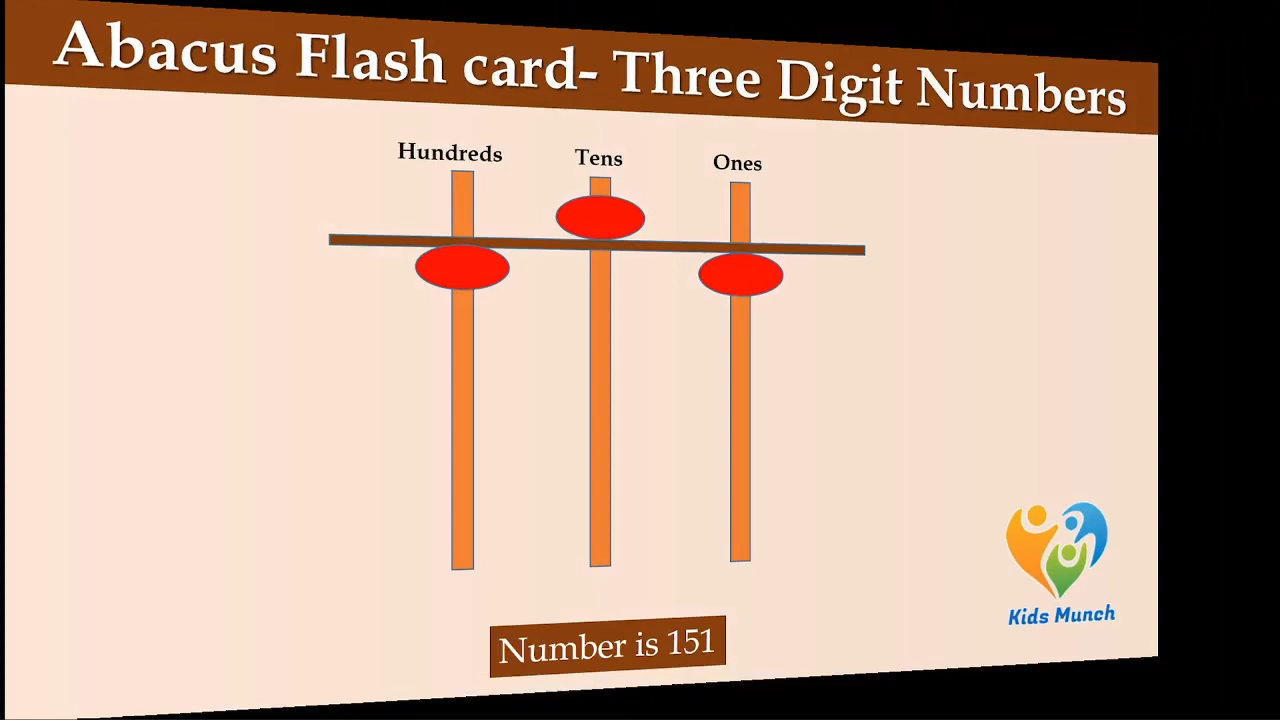 Abacus Flash card- Three Digit Numbers
Hundreds Tens Ones
Number is 151
Kids Munch